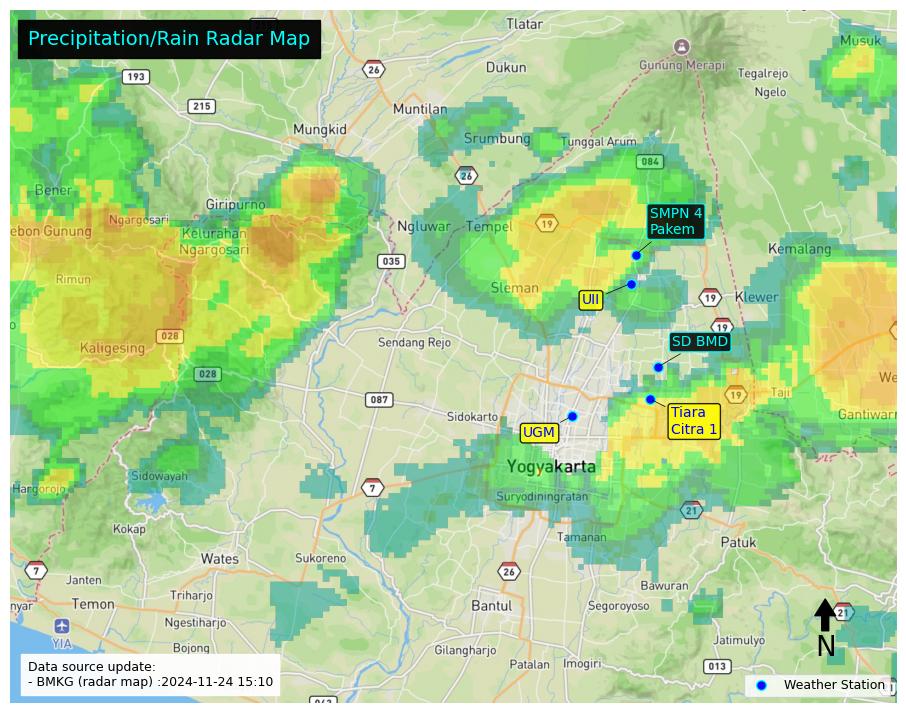 Precipitation/Rain Radar Map
Tlatar
Musuk
26
Dukun
Gunung Merapi
Tegalrejo
193
Ngelo
215
Muntilan
Mungkid
Srumbung
Tunggal Arum
084
26
Bener
Giripurno
SMPN 4
Pakem
Ngargosari
Ngluwar
Tempel
19
ebon Gunung
Kelurahan
Ngargosari
Kemalang
035
Rimun
Sleman
UII
19
Klewer
19
028
Sendang Rejo
SD BMD
Kaligesing
028
We
087
19
Taji
Sidokarto
Tiara
Citra 1
Gantiwarn
UGM
Yogyakarta
Sidowayah
Hargorojo
7
Suryodiningratan
21
Kokap
Tamanan
Patuk
Wates
Sukoreno
7
26
Janten
Bawuran
Triharjo
nyar
Temon
Bantul
Segoroyoso
21
Ngestiharjo
YIA
Jatimulyo
N
Bojong
Gilangharjo
Patalan
Imogiri
013
Data source update:
- BMKG (radar map) :2024-11-24 15:10
Weather Station